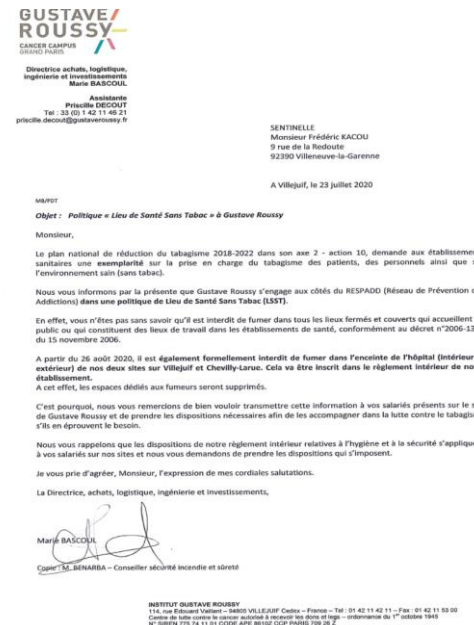 GUSTAVE/
ROUSSY
CANCER CAMPUS
GRAND PARIS
Directrice achats, logistique,
ingénierie et investissements
Marie BASCOUL
Assistante
Priscille DECOUT
Tel : 33 (0) 1 42 11 46 21
priscille.decout@gustaveroussy.fr
SENTINELLE
Monsieur Frédéric KACOU
9 rue de la Redoute
92390 Villeneuve-la-Garenne
A Villejuif, le 23 juillet 2020
MB/PDT
Objet : Politique « Lieu de Santé Sans Tabac » à Gustave Roussy
Monsieur,
Le plan national de réduction du tabagisme 2018-2022 dans son axe 2 - action 10, demande aux
sanitaires une exemplarité sur la prise en charge du tabagisme des patients, des personnels ainsi que
l'environnement sain (sans tabac).
Nous vous informons par la présente que Gustave Roussy s'engage aux côtés du RESPADD (Réseau de Prévention
Addictions) dans une politique de Lieu de Santé Sans Tabac (LSST).
En effet, vous n'êtes pas sans savoir qu'il est interdit de fumer dans tous les lieux fermés et couverts qui accueillent
public ou qui constituent des lieux de travail dans les établissements de santé, conformément au décret n°2006-13
du 15 novembre 2006.
A partir du 26 août 2020, il est également formellement interdit de fumer dans l'enceinte de l'hôpital (intérieur
extérieur) de nos deux sites sur Villejuif et Chevilly-Larue. Cela va être inscrit dans le règlement intérieur de
établissement.
A cet effet, les espaces dédiés aux fumeurs seront supprimés.
C'est pourquoi, nous vous remercions de bien vouloir transmettre cette information à vos salariés présents sur le
de Gustave Roussy et de prendre les dispositions nécessaires afin de les accompagner dans la lutte contre le
s'ils en éprouvent le besoin.
Nous vous rappelons que les dispositions de notre règlement intérieur relatives à l'hygiène et à la sécurité
à vos salariés sur nos sites et nous vous demandons de prendre les dispositions qui s'imposent.
Je vous prie d'agréer, Monsieur, l'expression de mes cordiales salutations.
La Directrice, achats, logistique, ingénierie et investissements,
Marie BASCOUL
Copie : M. BENARBA – Conseiller sécurité incendie et sûreté
INSTITUT GUSTAVE ROUSSY
114, rue Edouard Vaillant – 94805 VILLEJUIF Cedex – France – Tel : 01 42 11 42 11 – Fax : 01 42 11 53 00
Centre de lutte contre le cancer autorisé à recevoir les dons et legs – ordonnance du 1er octobre 1945